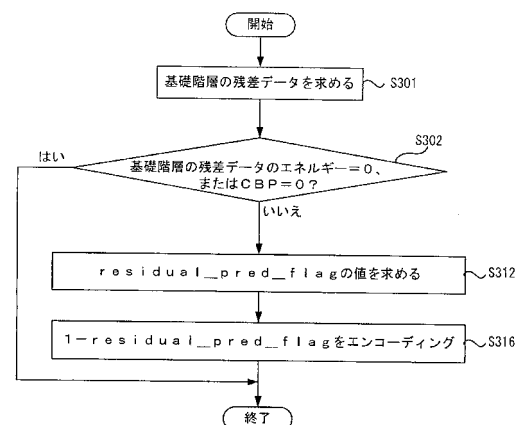 開始
基礎階層の残差データを求める
S301
S302
はい
基礎階層の残差データのエネルギー=0、
またはCBP=0?
いいえ
residual_pred_flagの値を求める
S312
1-residual_pred_flagをエンコーディング
S316
終了